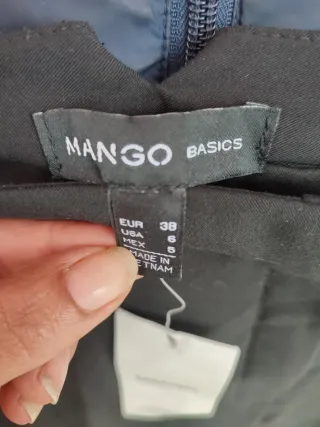 MANGO BASICS
EUR 38
USA 6
MEX 5
MADE IN
VIETNAM